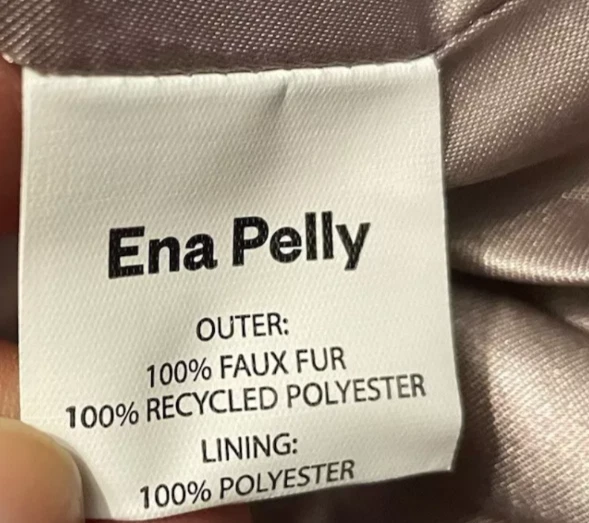 Ena Pelly
OUTER:
100% FAUX FUR
100% RECYCLED POLYESTER
LINING:
100% POLYESTER